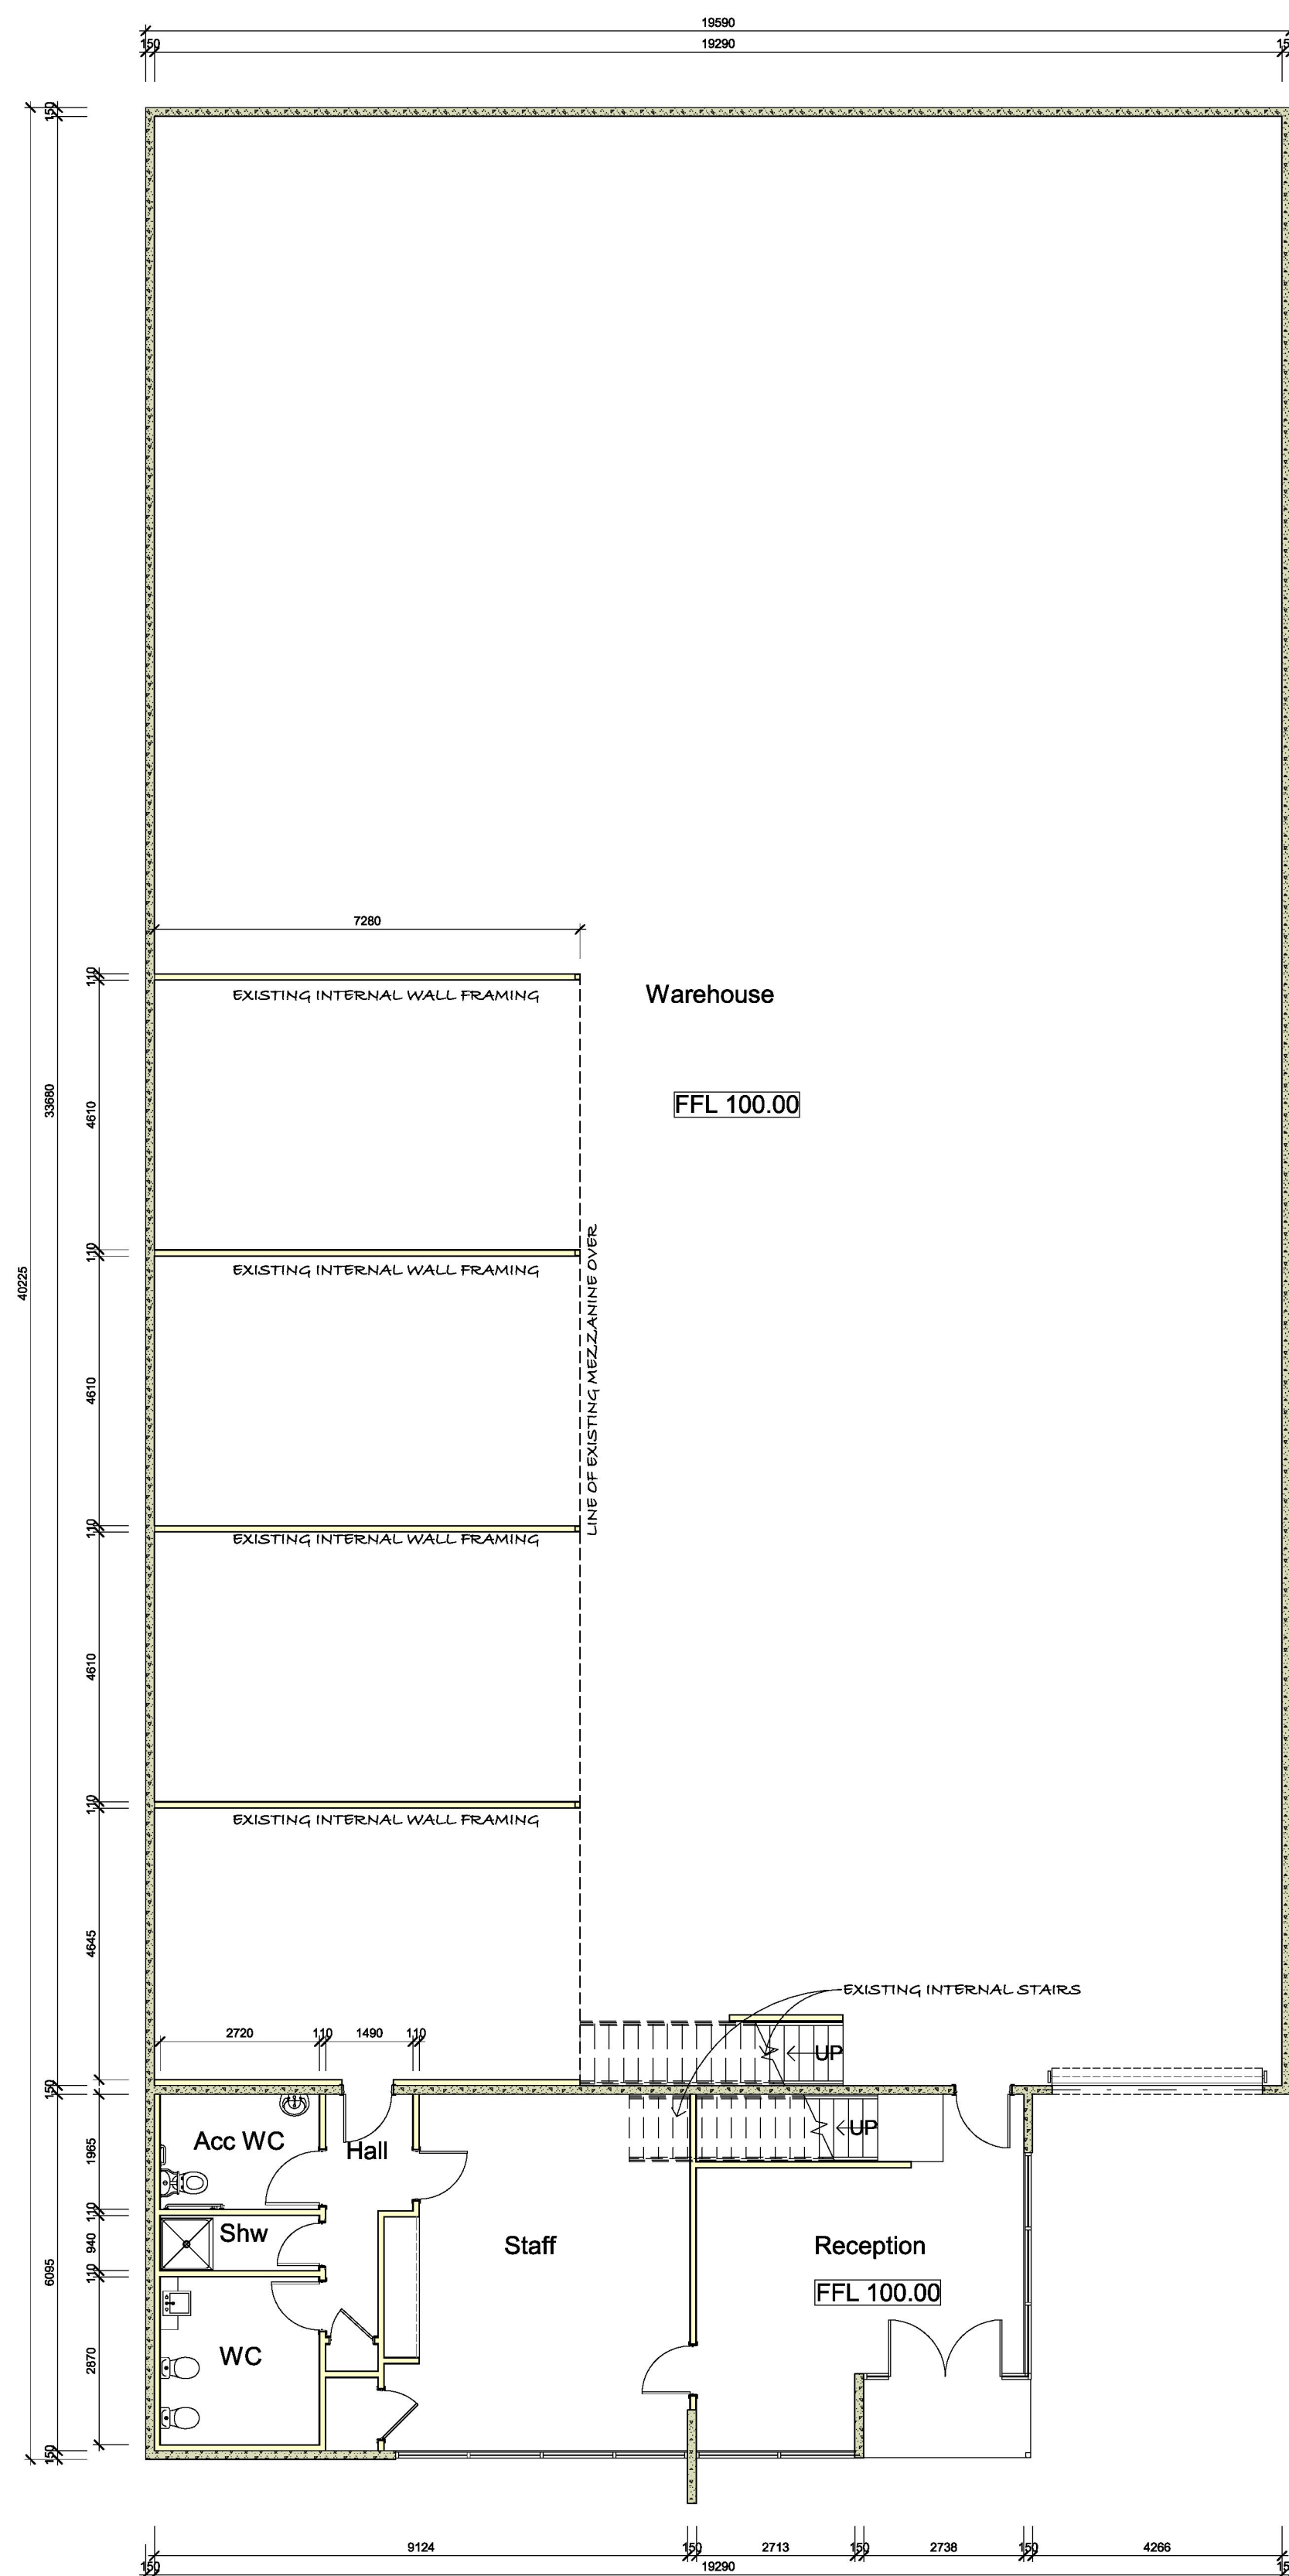 19590
150
19290
15
150
7280
110
EXISTING INTERNAL WALL FRAMING
Warehouse
33680
4610
FFL 100.00
110
EXISTING INTERNAL WALL FRAMING
LINE OF EXISTING MEZZANINE OVER
40225
4610
110
EXISTING INTERNAL WALL FRAMING
4610
110
EXISTING INTERNAL WALL FRAMING
4645
EXISTING INTERNAL STAIRS
2720
110
1490
110
UP
150
UP
1965
Acc WC
Hall
110
940
Shw
Staff
Reception
110
6095
FFL 100.00
2870
WC
150
9124
150
2713
150
2738
150
4266
150
19290
15